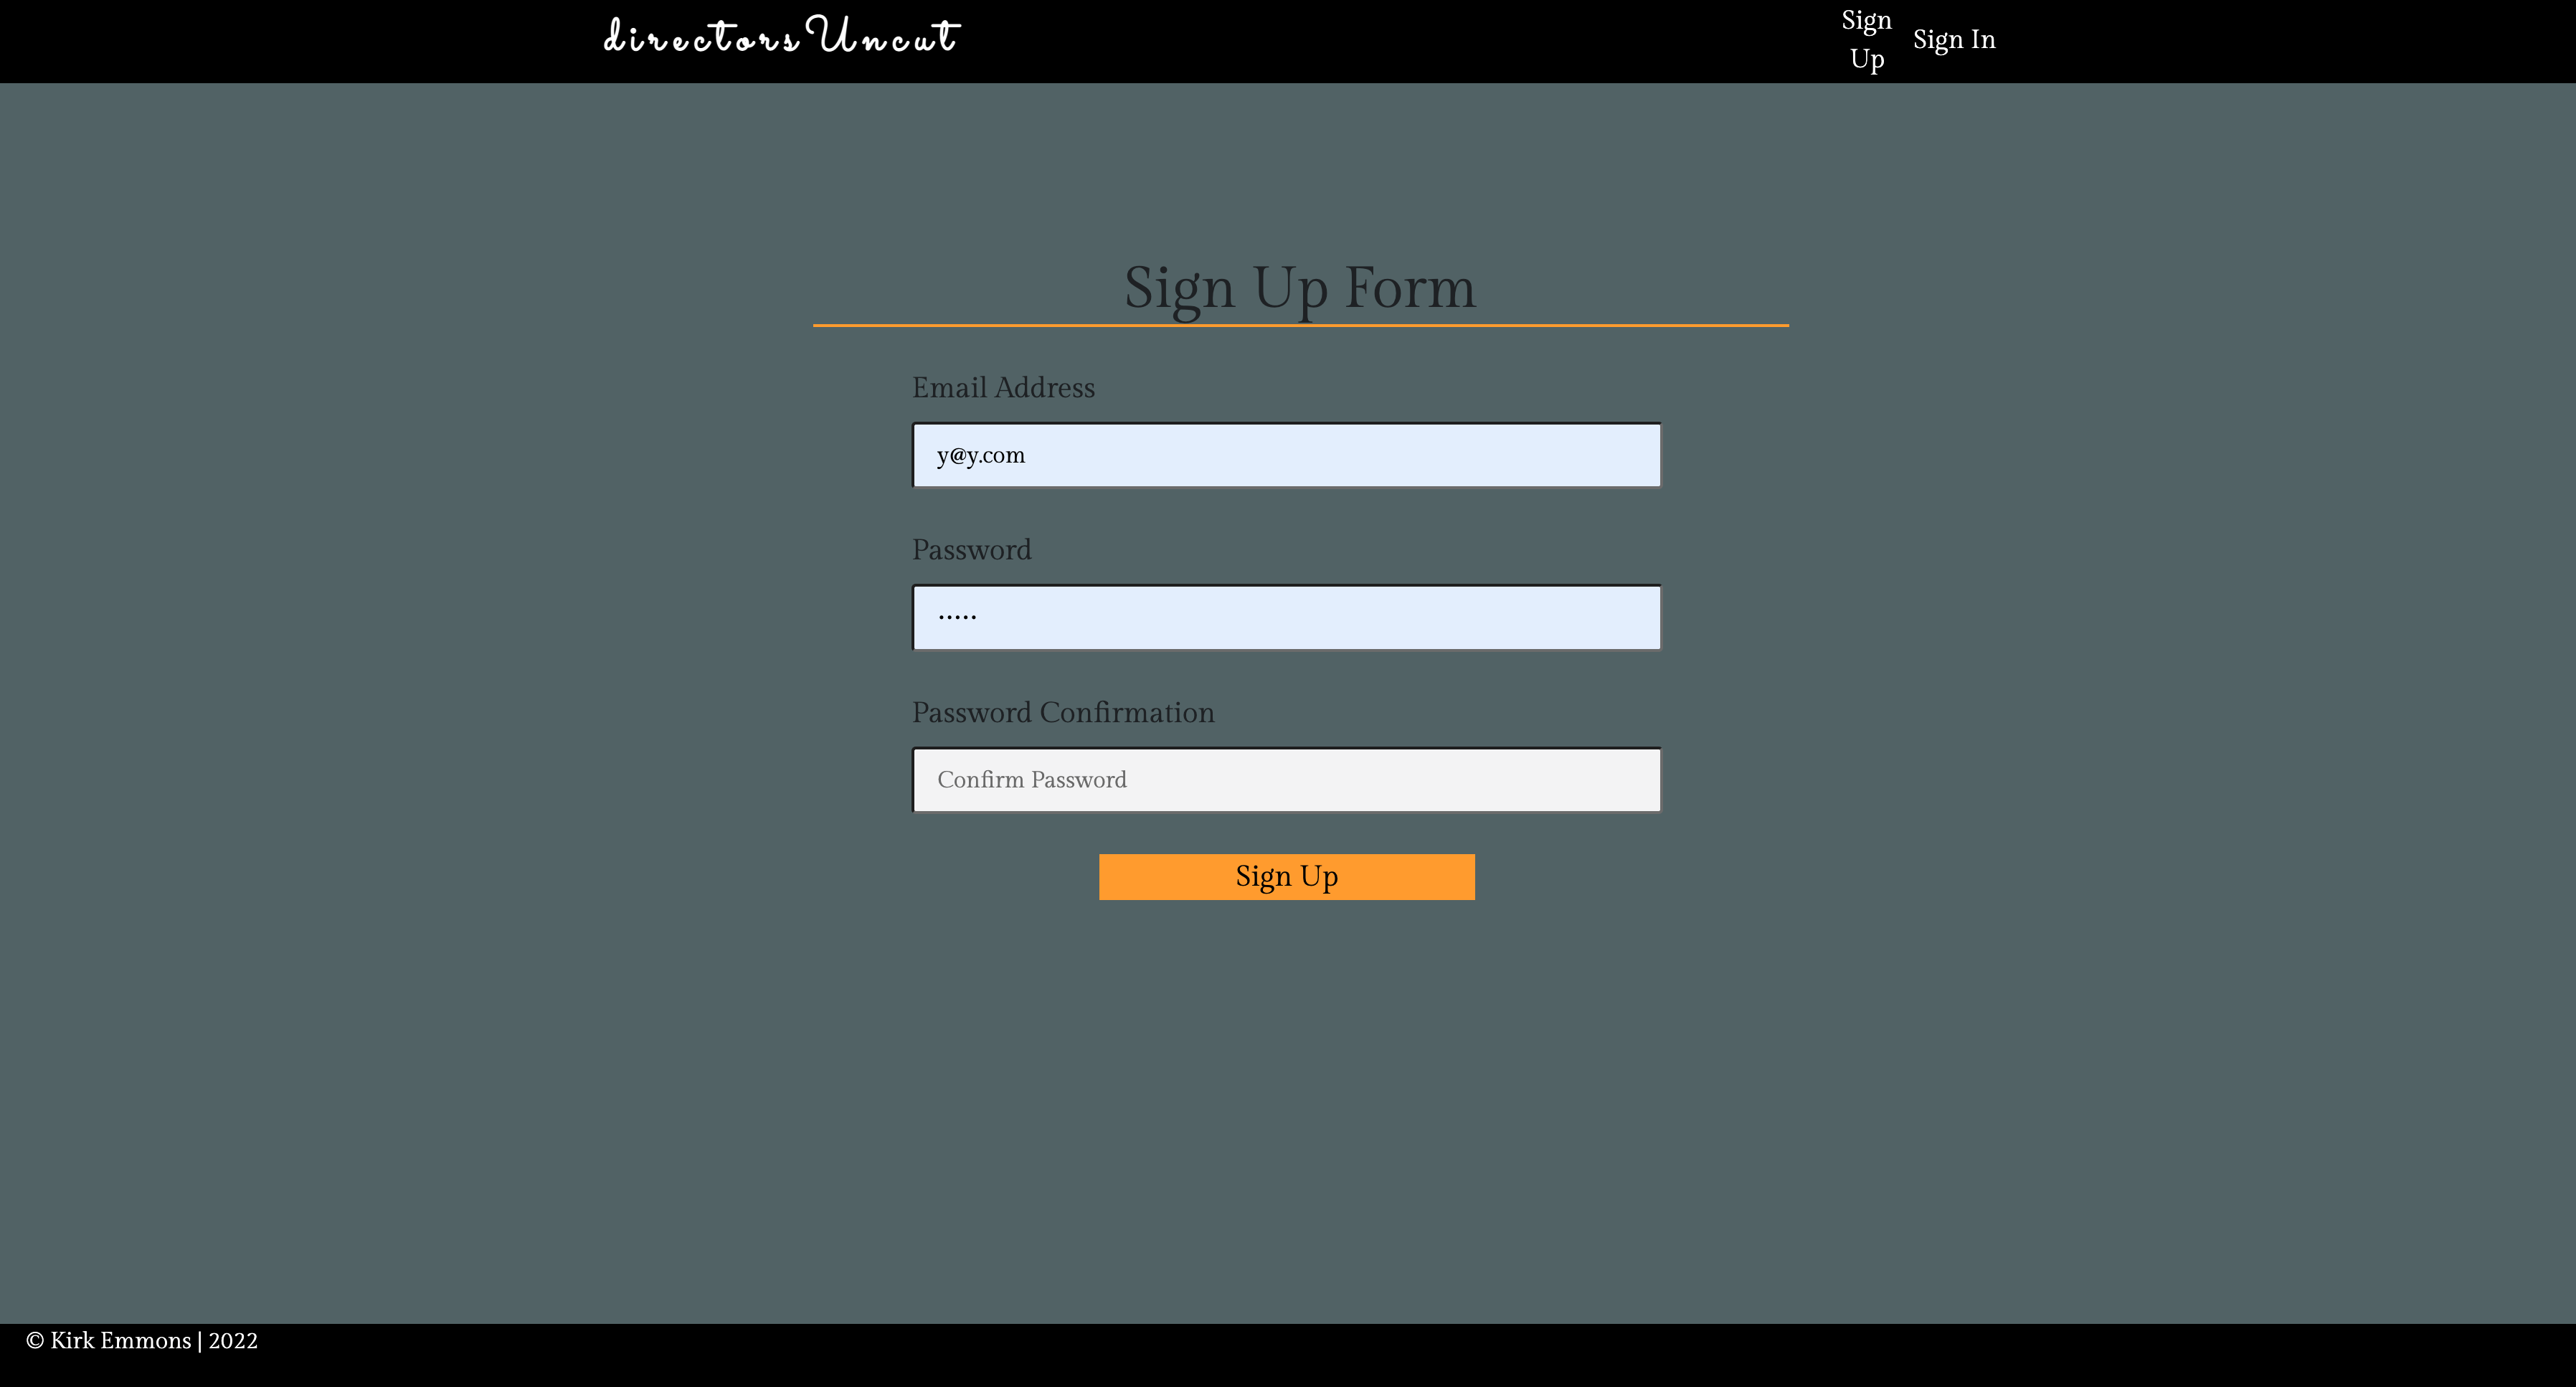 directorsUncut
Sign
Up
Sign In
Sign Up Form
Email Address
y@y.com
Password
•••••
Password Confirmation
Confirm Password
Sign Up
© Kirk Emmons | 2022